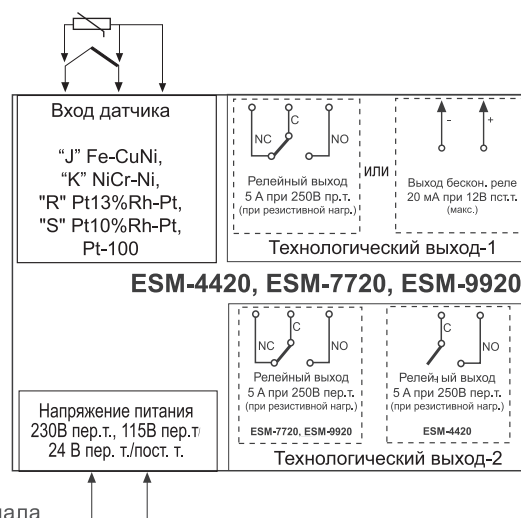 Вход датчика
“J” Fe-CuNi,
“K” NiCr-Ni,
"R" Pt13%Rh-Pt,
"S" Pt10%Rh-Pt,
Pt-100
C
NC
NO
Релейный выход
5 А при 250В пр.т.
(при резистивной нагр.)
или
-
+
Выход бескон. реле
20 мА при 12В пст.т.
(макс.)
Технологический выход-1
ESM-4420, ESM-7720, ESM-9920
C
NC
NO
Релейный выход
5 А при 250В пер.т.
(при резистивной нагр.)
ESM-7720, ESM-9920
C
NO
Релейный выход
5 А при 250В пер.т.
(при резистивной нагр.)
ESM-4420
Технологический выход-2
Напряжение питания
230В пер.т., 115В пер.т
24 В пер. т./пост. т.